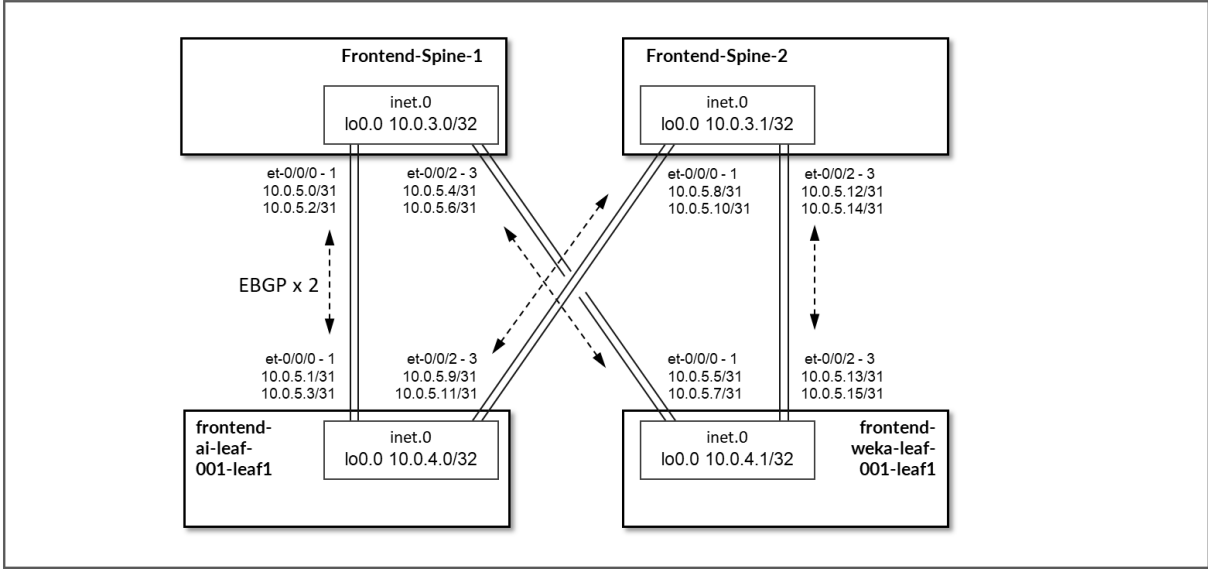 Frontend-Spine-1
inet.0
lo0.0 10.0.3.0/32
Frontend-Spine-2
inet.0
lo0.0 10.0.3.1/32
et-0/0/0 - 1
10.0.5.0/31
10.0.5.2/31
et-0/0/2 - 3
10.0.5.4/31
10.0.5.6/31
et-0/0/0 - 1
10.0.5.8/31
10.0.5.10/31
et-0/0/2 - 3
10.0.5.12/31
10.0.5.14/31
EBGP x 2
et-0/0/0 - 1
10.0.5.1/31
10.0.5.3/31
et-0/0/2 - 3
10.0.5.9/31
10.0.5.11/31
et-0/0/0 - 1
10.0.5.5/31
10.0.5.7/31
et-0/0/2 - 3
10.0.5.13/31
10.0.5.15/31
frontend-
ai-leaf-
001-leaf1
inet.0
lo0.0 10.0.4.0/32
inet.0
lo0.0 10.0.4.1/32
frontend-
weka-leaf-
001-leaf1